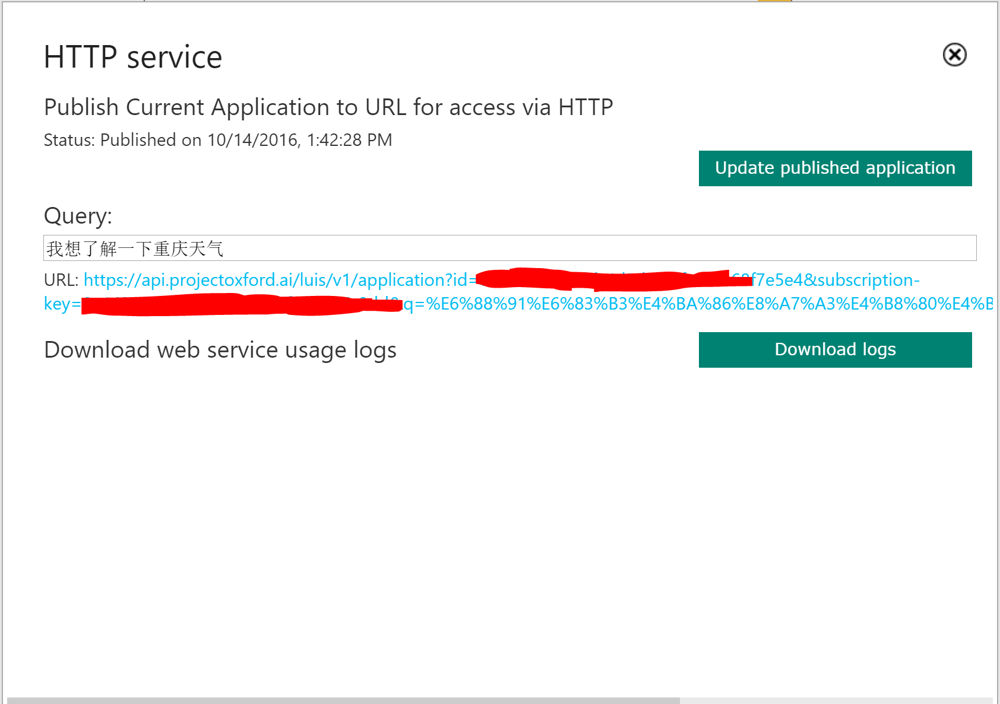 HTTP service
Publish Current Application to URL for access via HTTP
Status: Published on 10/14/2016, 1:42:28 PM
Update published application
Query:
我想了解一下重庆天气
URL: https://api.projectoxford.ai/luis/v1/application?id= f7e5e4&subscription-
key= q=%E6%88%91%E6%83%B3%E4%BA%86%E8%A7%A3%E4%B8%80%E4%B
Download web service usage logs
Download logs